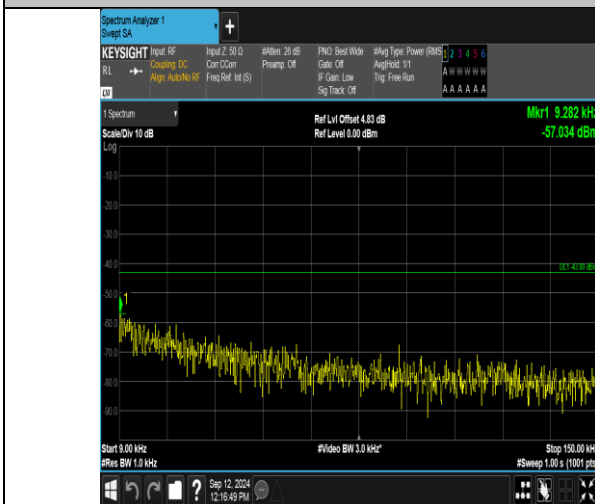 Spectrum Analyzer 1
Swept SA
+
KEYSIGHT
RL
Input: RF
Coupling: DC
Align: Auto/No RF
Input Z: 50 Ω
Corr CCorr
Freq Ref: Int (S)
#Atten: 26 dB
Preamp: Off
PNO: Best Wide
Gate: Off
IF Gain: Low
Sig Track: Off
#Avg Type: Power (RMS
Avg|Hold: 1/1
Trig: Free Run
1 2 3 4 5 6
A W W W W W
A A A A A A
1 Spectrum
Scale/Div 10 dB
Log
Ref Lvl Offset 4.83 dB
Ref Level 0.00 dBm
Mkr1 9.282 kHz
-57.034 dBm
-10.0
-20.0
-30.0
-40.0
DL1 -43.00 dBm
-50.0
1
-60.0
-70.0
-80.0
-90.0
Start 9.00 kHz
#Res BW 1.0 kHz
#Video BW 3.0 kHz*
Stop 150.00 kHz
#Sweep 1.00 s (1001 pts
?
Sep 12, 2024
12:16:49 PM